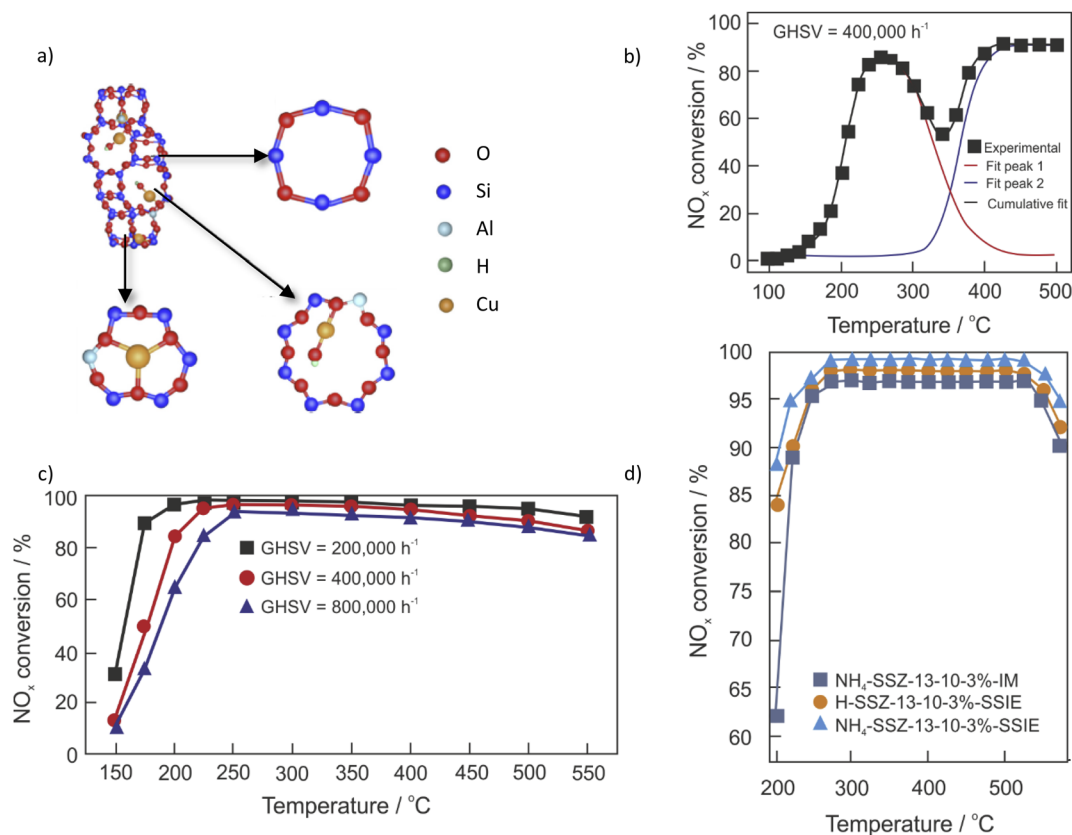 a)
O
Si
Al
H
Cu
b)
GHSV = 400,000 h⁻¹
NOₓ conversion / %
100
80
60
40
20
0
Experimental
Fit peak 1
Fit peak 2
Cumulative fit
100 200 300 400 500
Temperature / °C
c)
NOₓ conversion / %
100
80
60
40
20
0
GHSV = 200,000 h⁻¹
GHSV = 400,000 h⁻¹
GHSV = 800,000 h⁻¹
150 200 250 300 350 400 450 500 550
Temperature / °C
d)
NOₓ conversion / %
100
95
90
85
80
75
70
65
60
NH₄-SSZ-13-10-3%-IM
H-SSZ-13-10-3%-SSIE
NH₄-SSZ-13-10-3%-SSIE
200 300 400 500
Temperature / °C